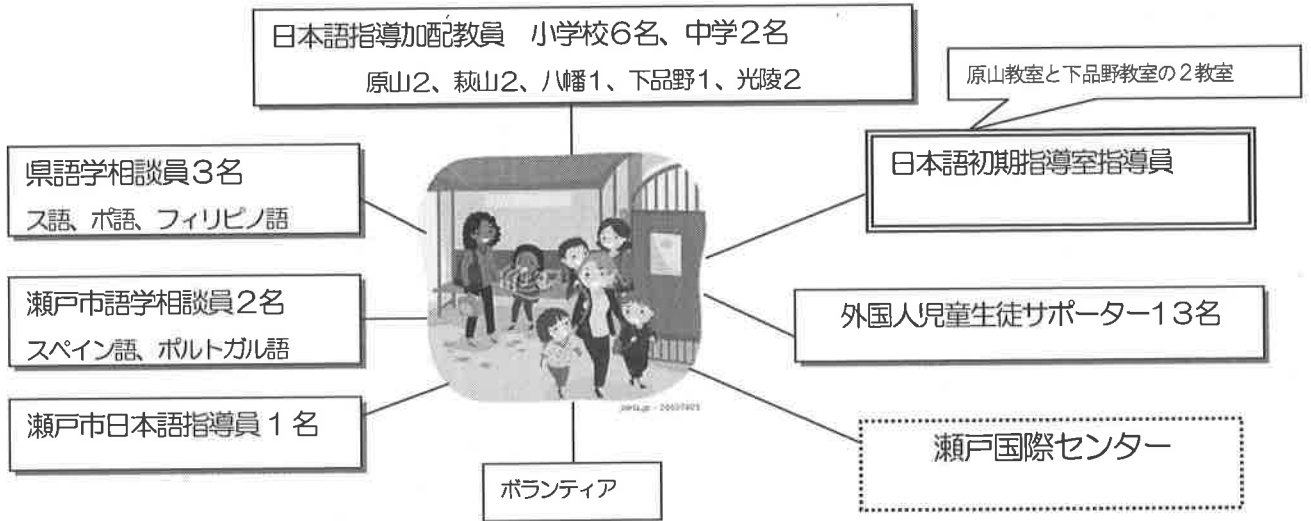 日本語指導加配教員　小学校6名、中学2名
原山2、萩山2、八幡1、下品野1、光陵2
原山教室と下品野教室の2教室
県語学相談員3名
ス語、ポ語、フィリピノ語
日本語初期指導室指導員
瀬戸市語学相談員2名
スペイン語、ポルトガル語
外国人児童生徒サポーター13名
瀬戸市日本語指導員1名
瀬戸国際センター
ボランティア